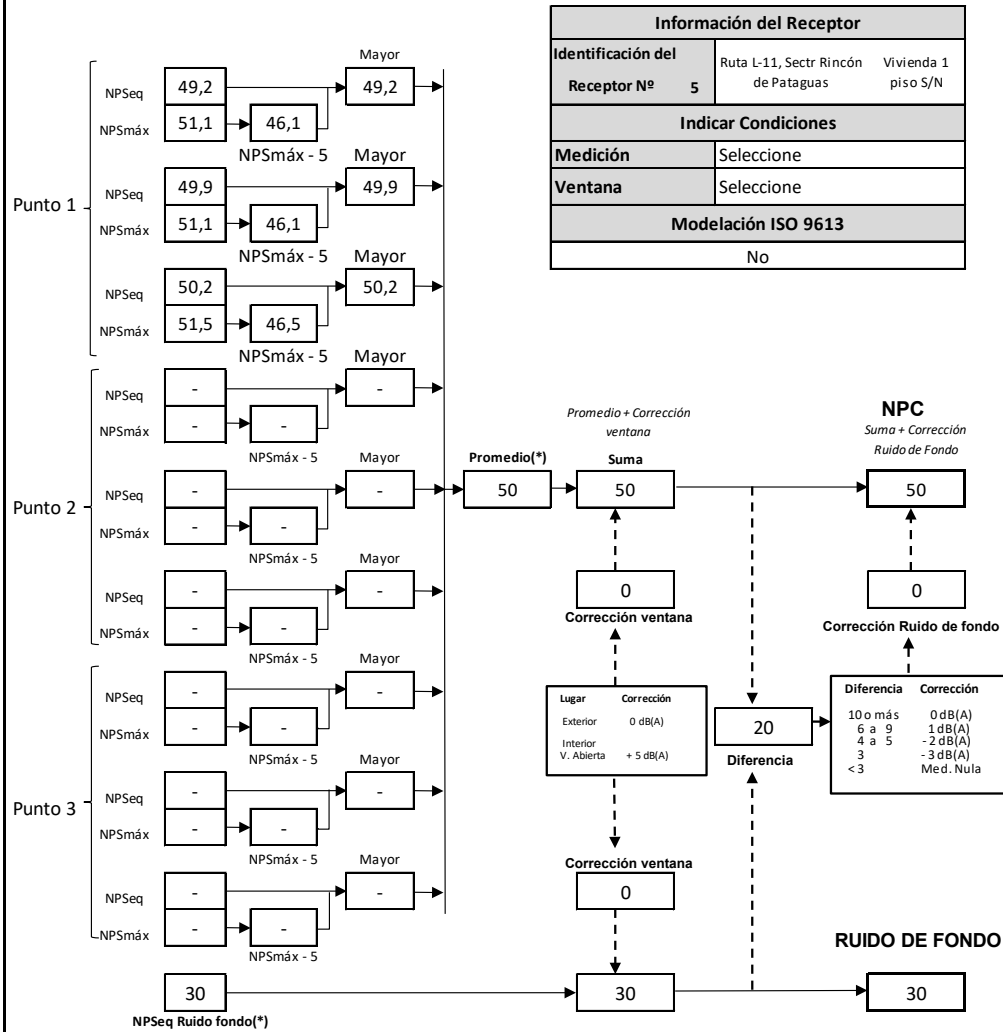 Información del Receptor
Identificación del Receptor Nº 5
Ruta L-11, Sectr Rincón de Pataguas
Vivienda 1 piso S/N
Indicar Condiciones
Medición Seleccione
Ventana Seleccione
Modelación ISO 9613
No
Punto 1
Mayor
NPSeq 49,2 49,2
NPSmáx 51,1 46,1
NPSmáx - 5 Mayor
NPSeq 49,9 49,9
NPSmáx 51,1 46,1
NPSmáx - 5 Mayor
NPSeq 50,2 50,2
NPSmáx 51,5 46,5
NPSmáx - 5 Mayor
Punto 2
NPSeq - -
NPSmáx - -
NPSmáx - 5 Mayor
NPSeq - -
NPSmáx - -
NPSmáx - 5 Mayor
NPSeq - -
NPSmáx - -
NPSmáx - 5 Mayor
Punto 3
NPSeq - -
NPSmáx - -
NPSmáx - 5 Mayor
NPSeq - -
NPSmáx - -
NPSmáx - 5 Mayor
NPSeq - -
NPSmáx - -
NPSmáx - 5
30
NPSeq Ruido fondo(*)
Promedio(*)
50
Promedio + Corrección
ventana
Suma
50
0
Corrección ventana
Lugar Corrección
Exterior 0 dB(A)
Interior
V. Abierta + 5 dB(A)
Corrección ventana
0
30
20
Diferencia
NPC
Suma + Corrección
Ruido de Fondo
50
0
Corrección Ruido de fondo
Diferencia Corrección
10 o más 0 dB(A)
6 a 9 1 dB(A)
4 a 5 - 2 dB(A)
3 - 3 dB(A)
< 3 Med. Nula
RUIDO DE FONDO
30